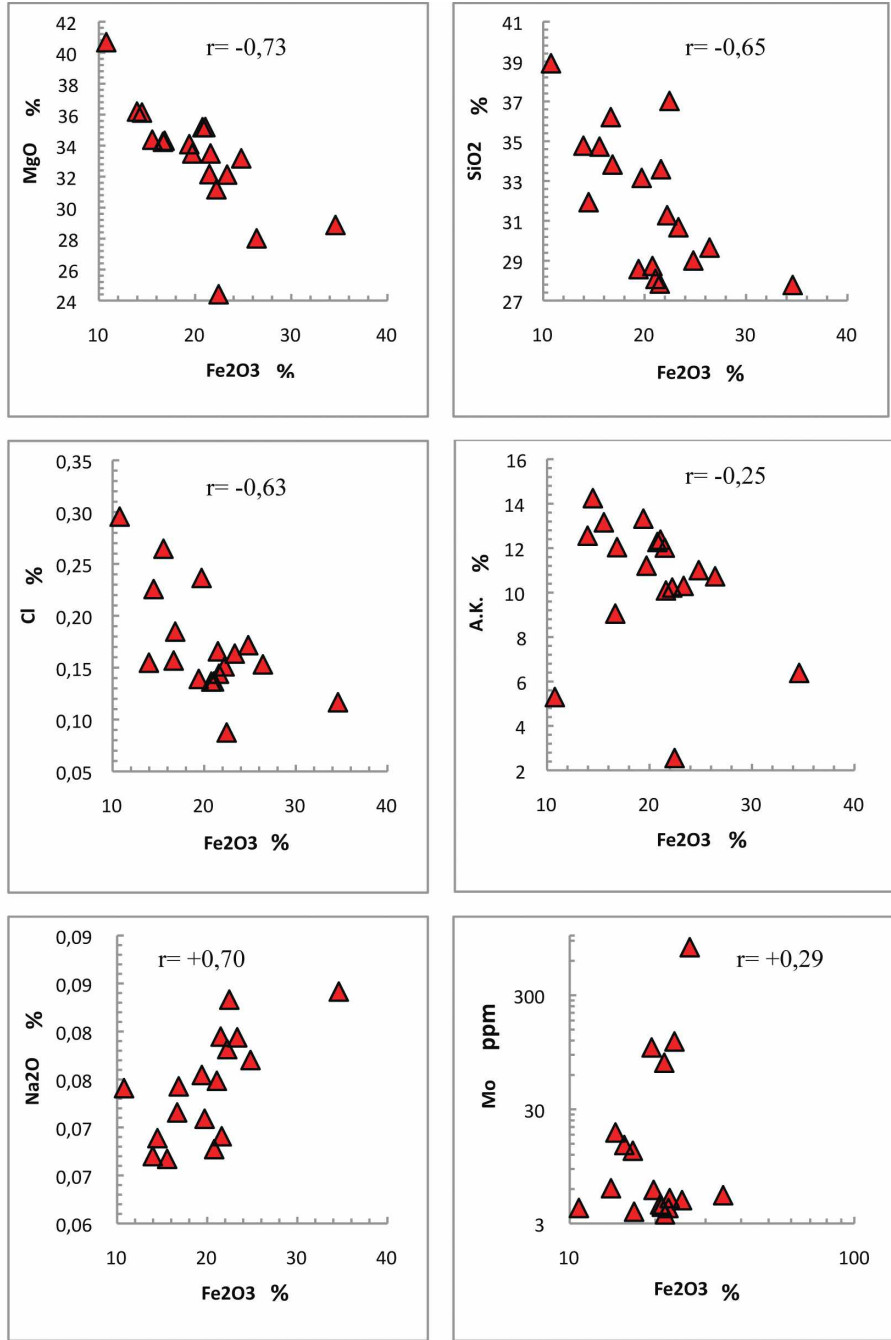 42
40
38
36
34
32
30
28
26
24
MgO %
r= -0,73
10 20 30 40
Fe2O3 %
41
39
37
35
33
31
29
27
SiO2 %
r= -0,65
10 20 30 40
Fe2O3 %
0,35
0,30
0,25
0,20
0,15
0,10
0,05
Cl %
r= -0,63
10 20 30 40
Fe2O3 %
16
14
12
10
8
6
4
2
A.K. %
r= -0,25
10 20 30 40
Fe2O3 %
0,09
0,09
0,08
0,08
0,07
0,07
0,06
Na2O %
r= +0,70
10 20 30 40
Fe2O3 %
300
30
3
Mo ppm
r= +0,29
10 100
Fe2O3 %